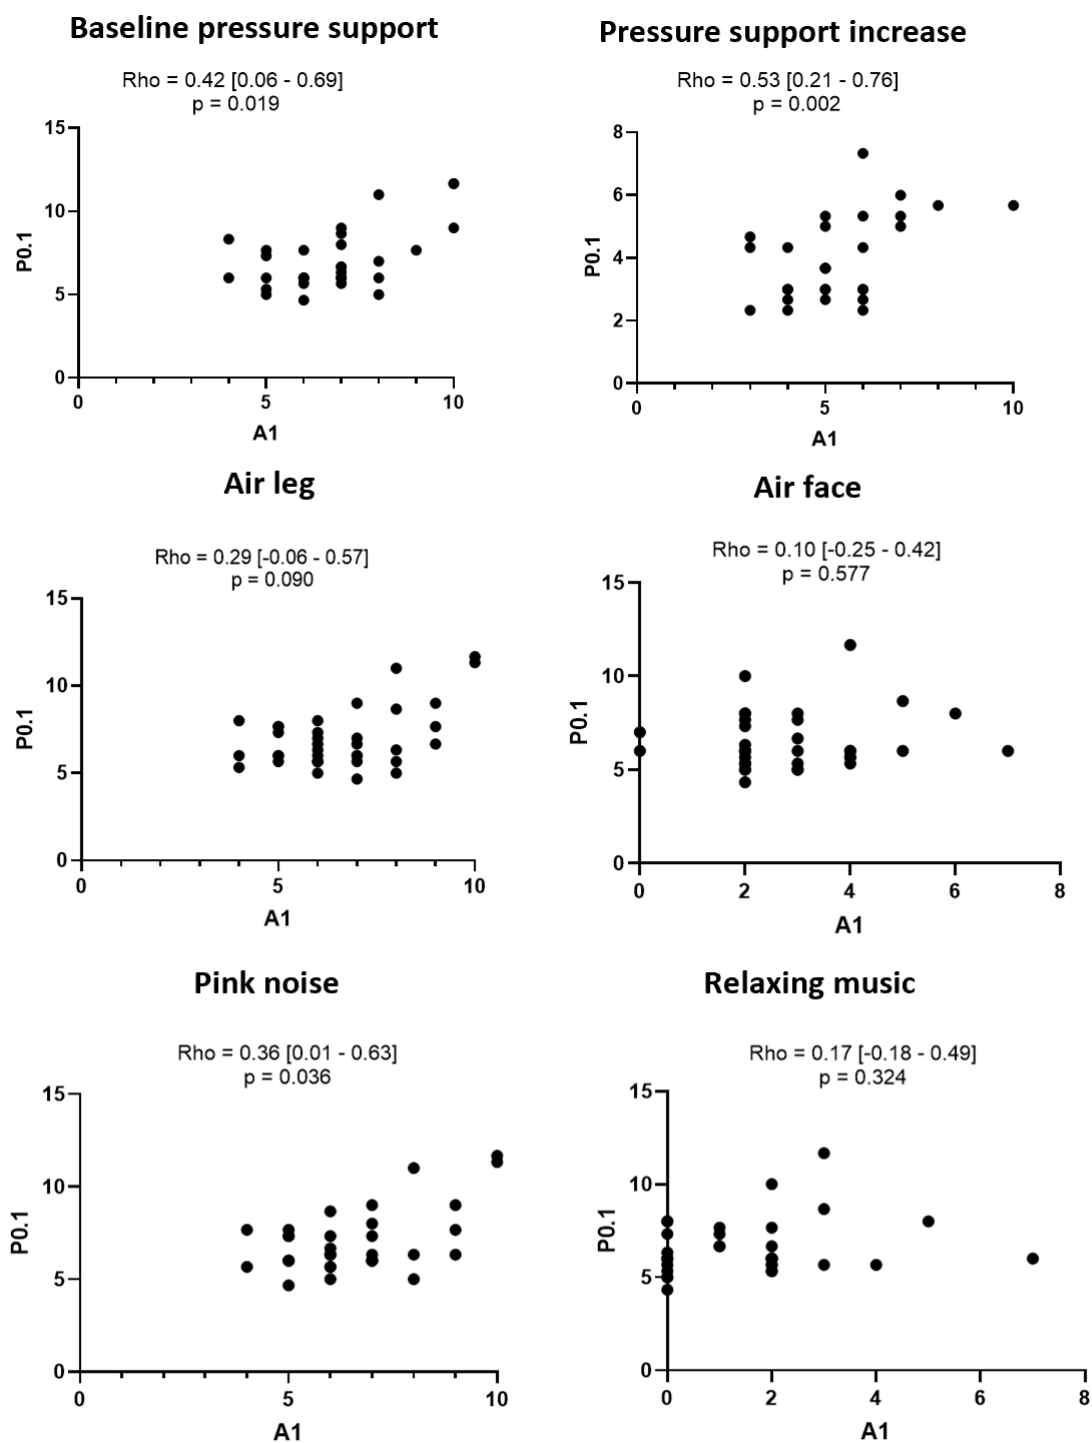 Baseline pressure support
Rho = 0.42 [0.06 - 0.69]
p = 0.019
15
10
5
0
P0.1
0
5
10
A1
Pressure support increase
Rho = 0.53 [0.21 - 0.76]
p = 0.002
8
6
4
2
0
P0.1
0
5
10
A1
Air leg
Rho = 0.29 [-0.06 - 0.57]
p = 0.090
15
10
5
0
P0.1
0
5
10
A1
Air face
Rho = 0.10 [-0.25 - 0.42]
p = 0.577
15
10
5
0
P0.1
0
2
4
6
8
A1
Pink noise
Rho = 0.36 [0.01 - 0.63]
p = 0.036
15
10
5
0
P0.1
0
5
10
A1
Relaxing music
Rho = 0.17 [-0.18 - 0.49]
p = 0.324
15
10
5
0
P0.1
0
2
4
6
8
A1